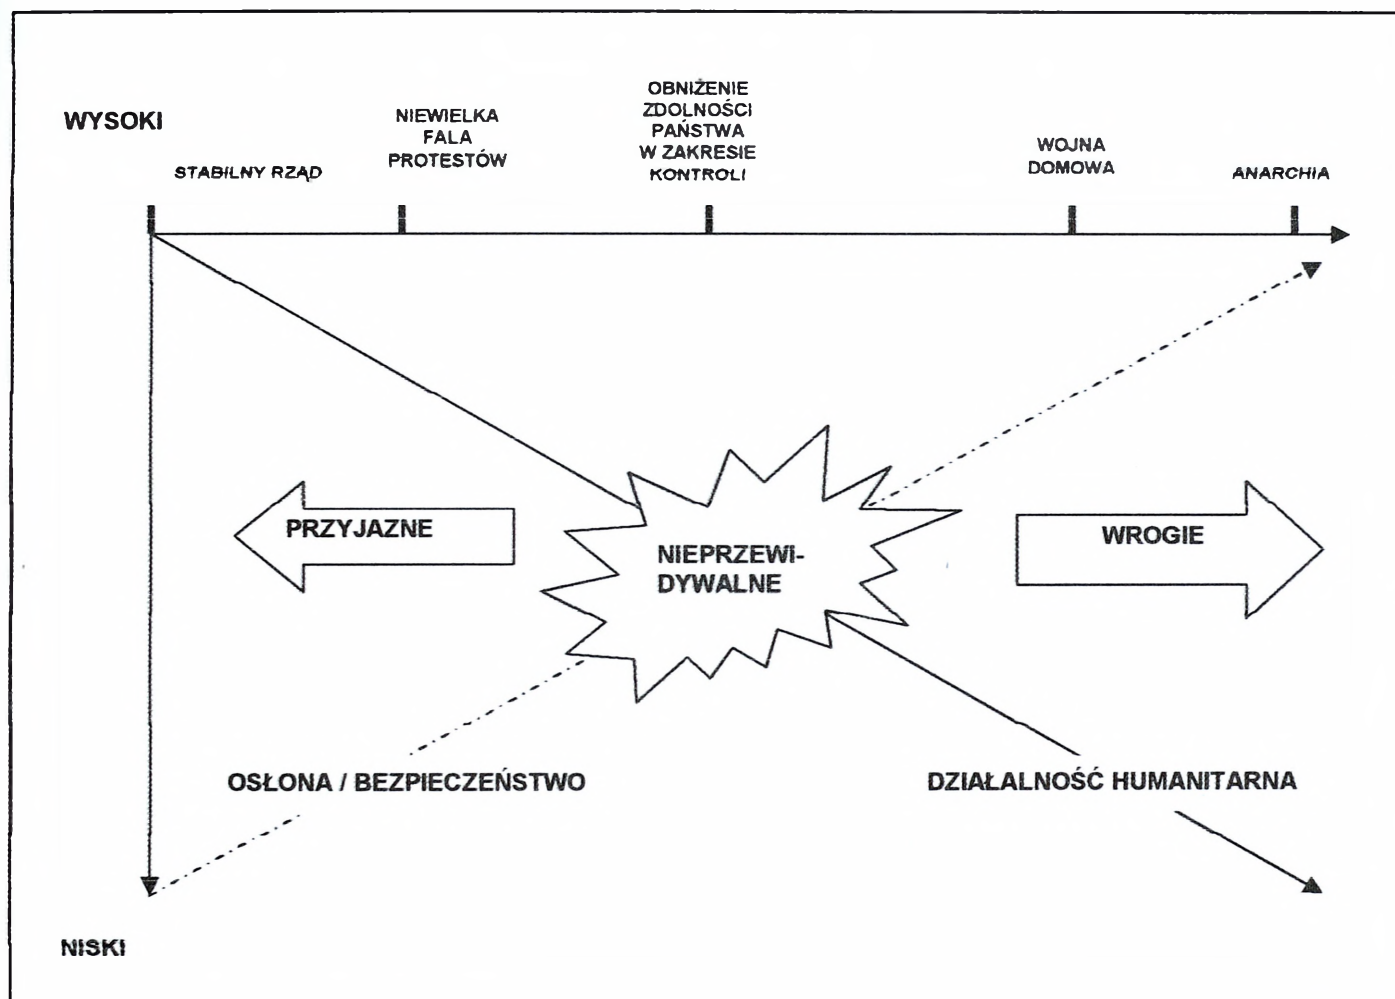 WYSOKI
STABILNY RZĄD
NIEWIELKA
FALA
PROTESTÓW
OBNIŻENIE
ZDOLNOŚCI
PAŃSTWA
W ZAKRESIE
KONTROLI
WOJNA
DOMOWA
ANARCHIA
PRZYJAZNE
NIEPRZEWI-
DYWALNE
WROGIE
OSŁONA / BEZPIECZEŃSTWO
DZIAŁALNOŚĆ HUMANITARNA
NISKI